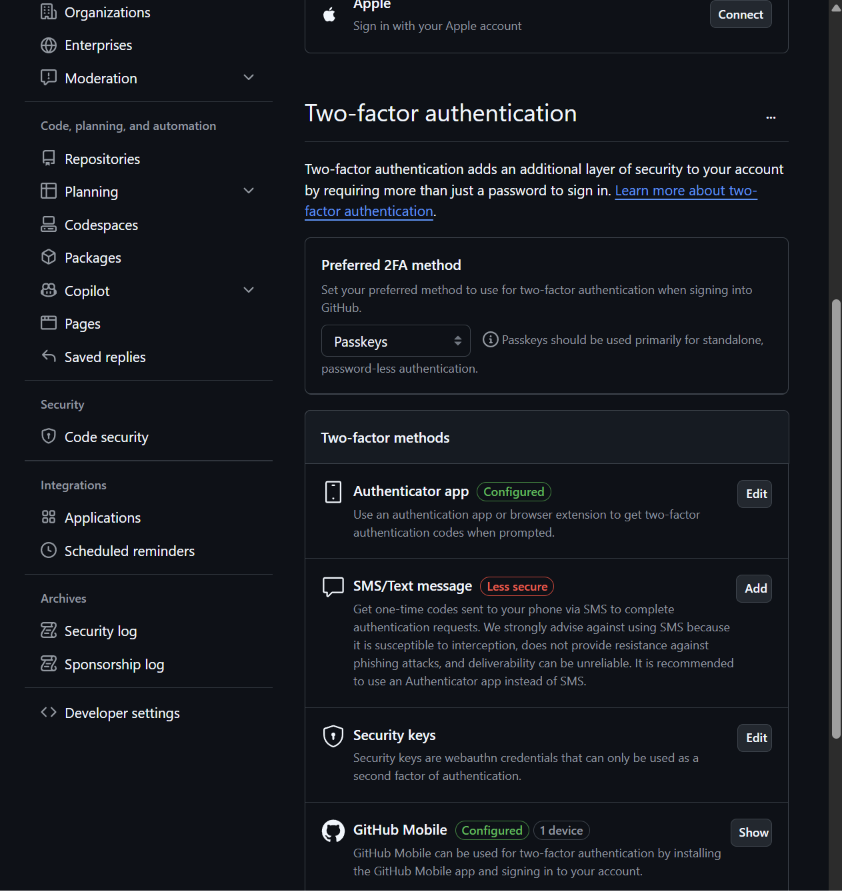 Organizations
Enterprises
Moderation
Code, planning, and automation
Repositories
Planning
Codespaces
Packages
Copilot
Pages
Saved replies
Security
Code security
Integrations
Applications
Scheduled reminders
Archives
Security log
Sponsorship log
Developer settings
Apple
Sign in with your Apple account
Connect
Two-factor authentication
...
Two-factor authentication adds an additional layer of security to your account
by requiring more than just a password to sign in. Learn more about two-
factor authentication.
Preferred 2FA method
Set your preferred method to use for two-factor authentication when signing into
GitHub.
Passkeys
Passkeys should be used primarily for standalone,
password-less authentication.
Two-factor methods
Authenticator app Configured
Edit
Use an authentication app or browser extension to get two-factor
authentication codes when prompted.
SMS/Text message Less secure
Add
Get one-time codes sent to your phone via SMS to complete
authentication requests. We strongly advise against using SMS because
it is susceptible to interception, does not provide resistance against
phishing attacks, and deliverability can be unreliable. It is recommended
to use an Authenticator app instead of SMS.
Security keys
Edit
Security keys are webauthn credentials that can only be used as a
second factor of authentication.
GitHub Mobile Configured 1 device
Show
GitHub Mobile can be used for two-factor authentication by installing
the GitHub Mobile app and signing in to your account.